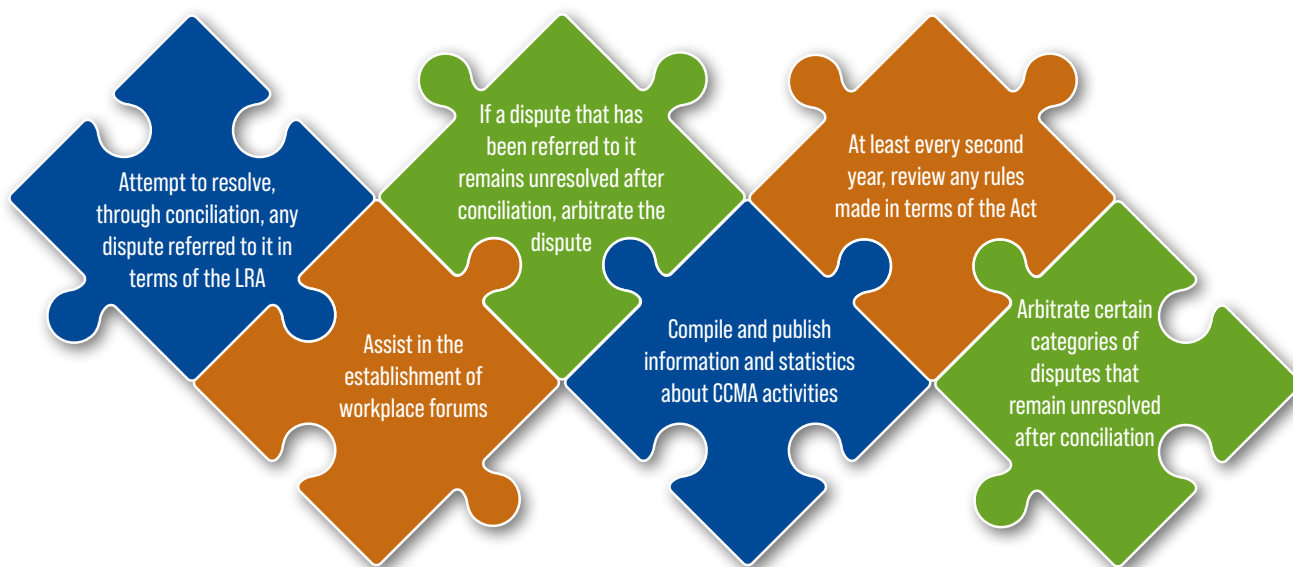 Attempt to resolve,
through conciliation, any
dispute referred to it in
terms of the LRA
Assist in the
establishment of
workplace forums
If a dispute that has
been referred to it
remains unresolved after
conciliation, arbitrate the
dispute
Compile and publish
information and statistics
about CCMA activities
At least every second
year, review any rules
made in terms of the Act
Arbitrate certain
categories of
disputes that
remain unresolved
after conciliation